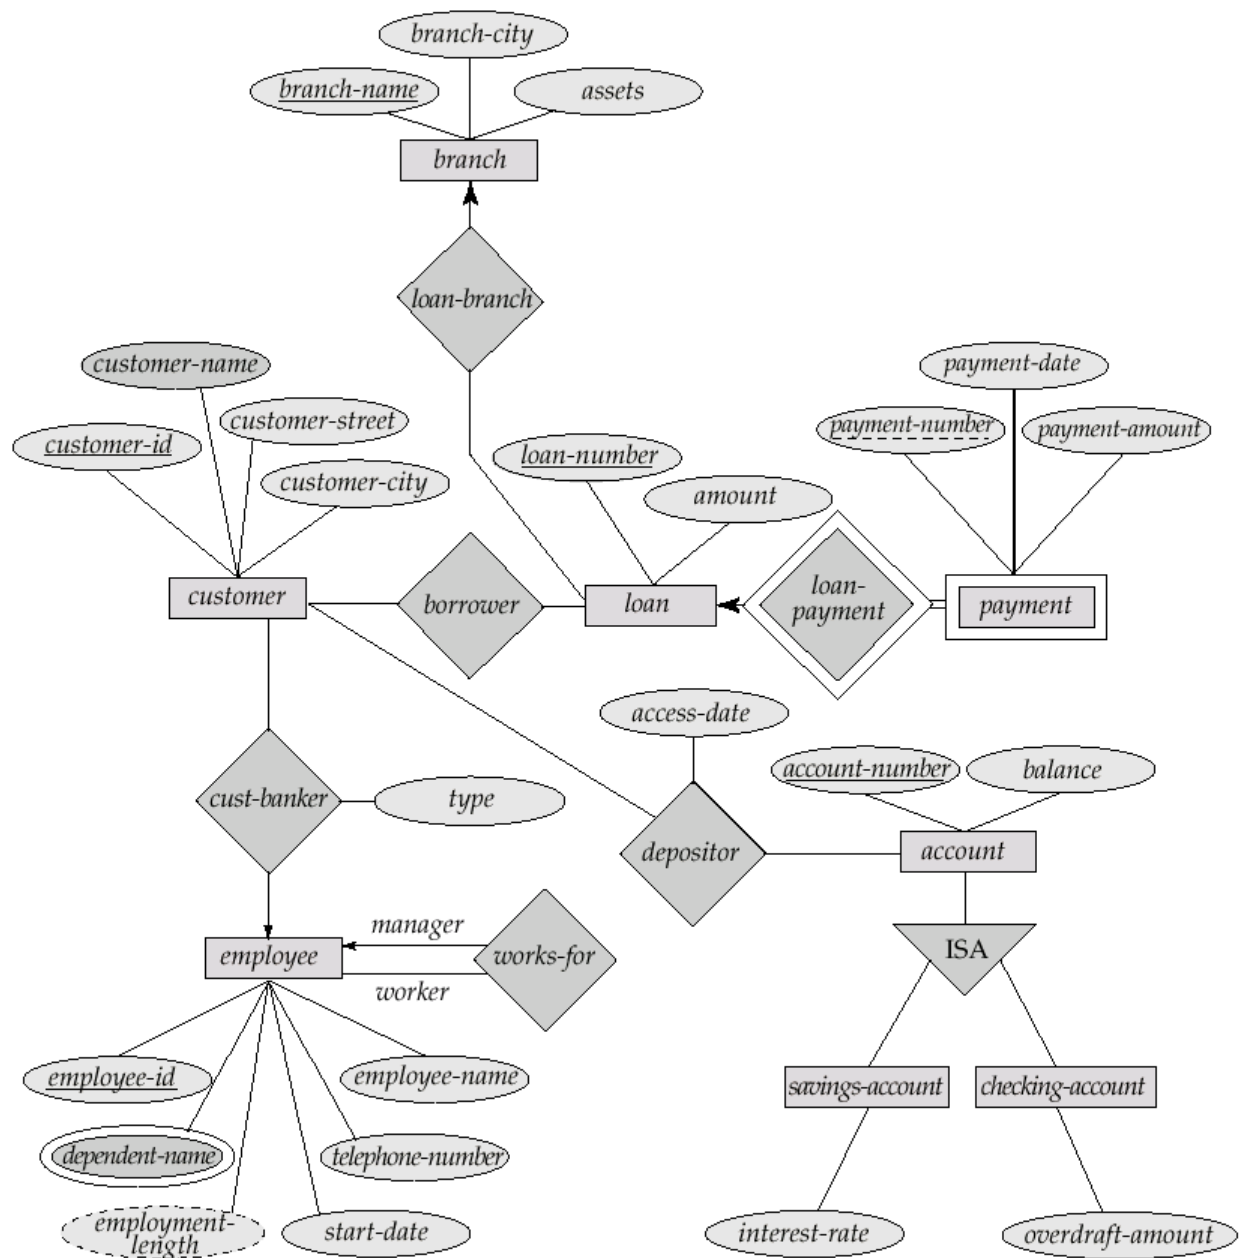 branch-city
branch-name
assets
branch
loan-branch
customer-name
payment-date
customer-street
payment-number
payment-amount
customer-id
loan-number
customer-city
amount
customer
borrower
loan
loan-
payment
payment
access-date
account-number
balance
cust-banker
type
depositor
account
manager
employee
works-for
ISA
worker
employee-id
employee-name
savings-account
checking-account
dependent-name
telephone-number
employment-
length
start-date
interest-rate
overdraft-amount